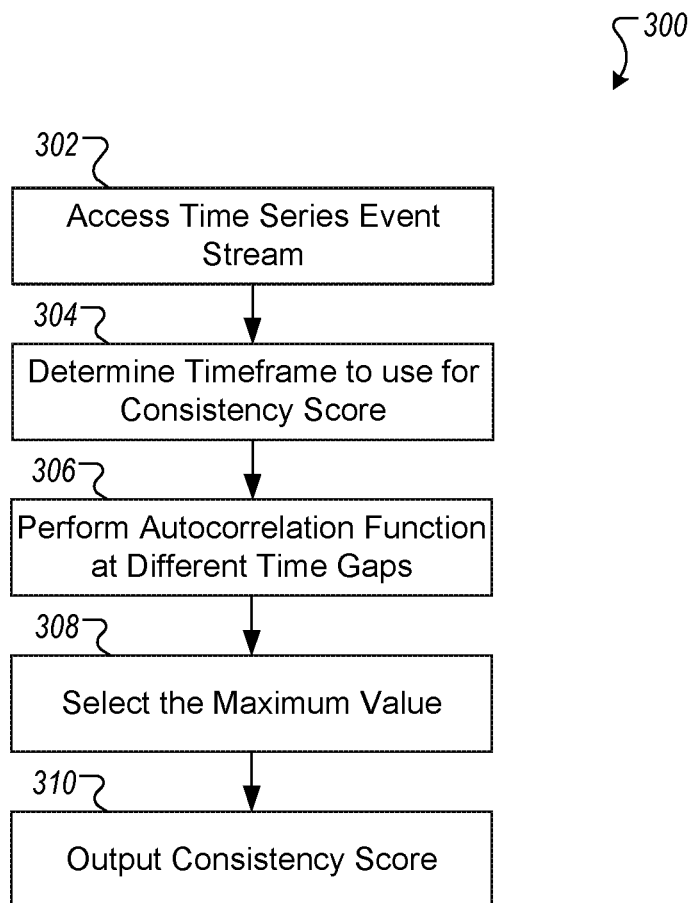 300
302
Access Time Series Event
Stream
304
Determine Timeframe to use for
Consistency Score
306
Perform Autocorrelation Function
at Different Time Gaps
308
Select the Maximum Value
310
Output Consistency Score